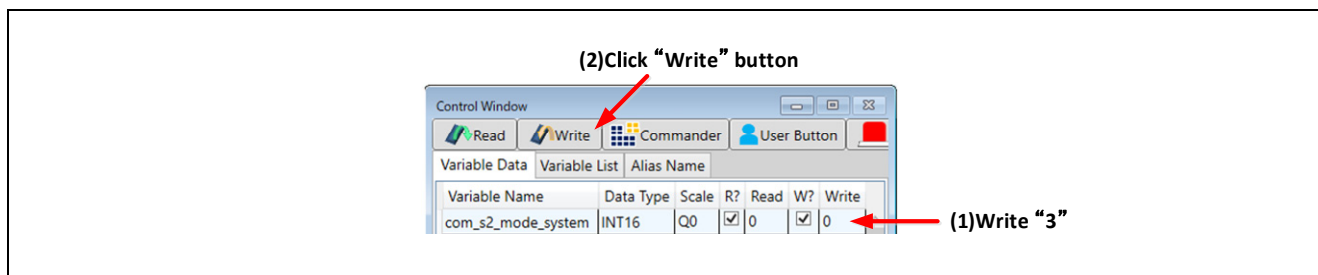 (2)Click “Write” button
Control Window
Read Write Commander User Button
Variable Data Variable List Alias Name
Variable Name Data Type Scale R? Read W? Write
com_s2_mode_system INT16 Q0 0 0
(1)Write “3”